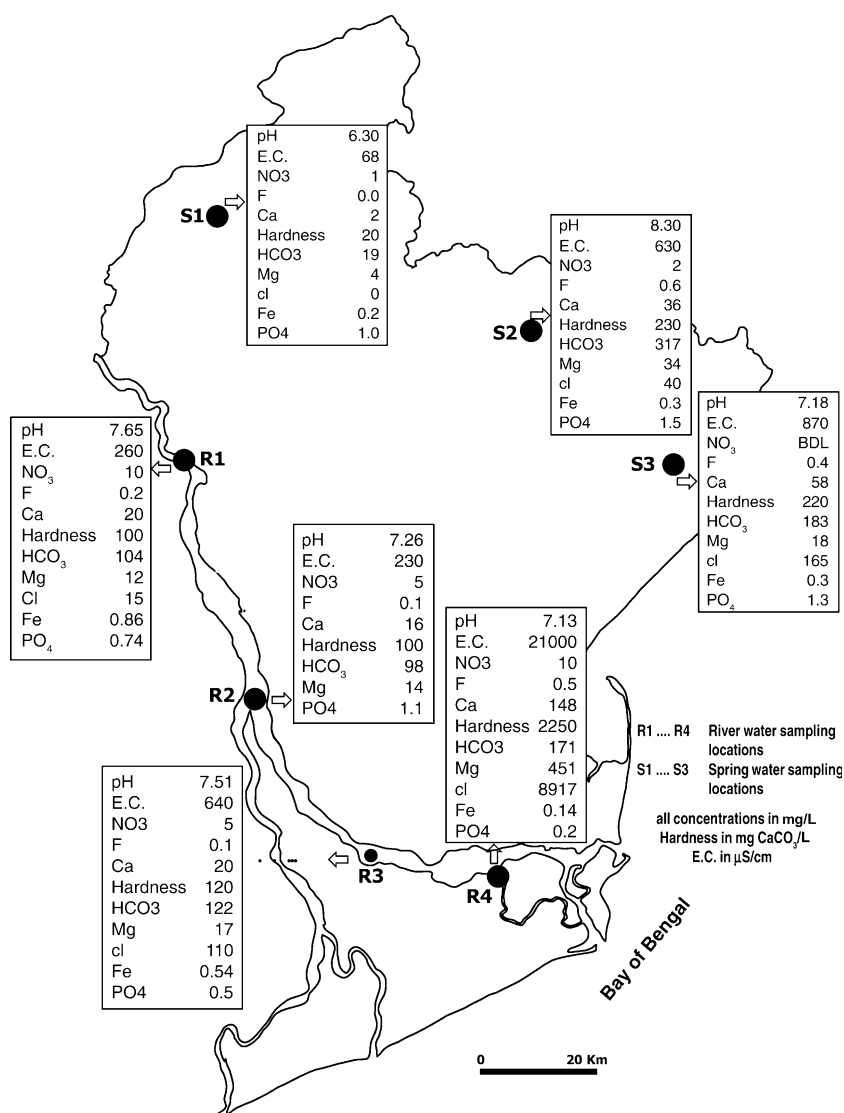 pH 6.30
E.C. 68
NO3 1
F 0.0
Ca 2
Hardness 20
HCO3 19
Mg 4
cl 0
Fe 0.2
PO4 1.0
S1
pH 8.30
E.C. 630
NO3 2
F 0.6
Ca 36
Hardness 230
HCO3 317
Mg 34
cl 40
Fe 0.3
PO4 1.5
S2
pH 7.18
E.C. 870
NO₃ BDL
F 0.4
Ca 58
Hardness 220
HCO₃ 183
Mg 18
cl 165
Fe 0.3
PO₄ 1.3
S3
pH 7.65
E.C. 260
NO₃ 10
F 0.2
Ca 20
Hardness 100
HCO₃ 104
Mg 12
Cl 15
Fe 0.86
PO₄ 0.74
R1
pH 7.26
E.C. 230
NO3 5
F 0.1
Ca 16
Hardness 100
HCO₃ 98
Mg 14
PO4 1.1
R2
pH 7.13
E.C. 21000
NO3 10
F 0.5
Ca 148
Hardness 2250
HCO3 171
Mg 451
cl 8917
Fe 0.14
PO4 0.2
R4
pH 7.51
E.C. 640
NO3 5
F 0.1
Ca 20
Hardness 120
HCO3 122
Mg 17
cl 110
Fe 0.54
PO4 0.5
R3
R1 .... R4 River water sampling
locations
S1 .... S3 Spring water sampling
locations
all concentrations in mg/L
Hardness in mg CaCO₃/L
E.C. in μS/cm
Bay of Bengal
0 20 Km